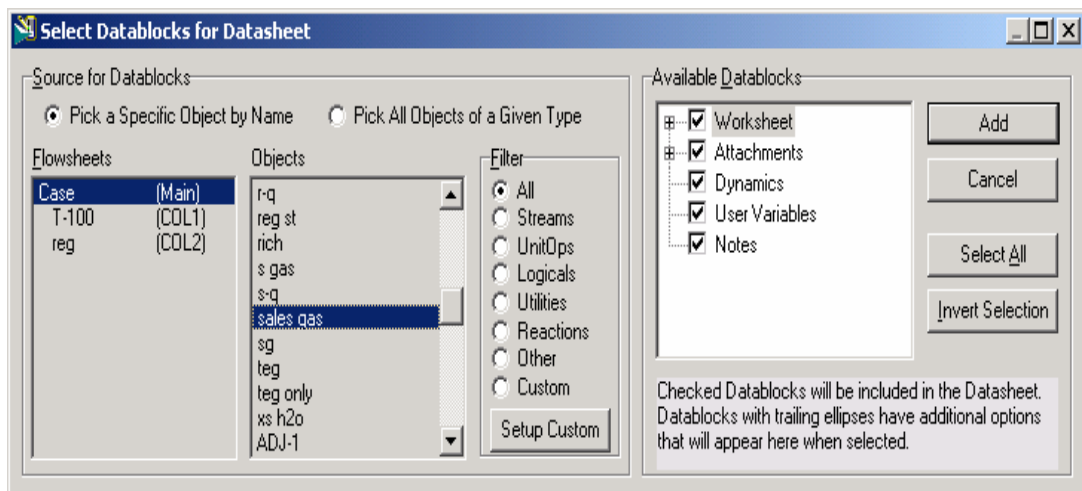 Select Datablocks for Datasheet
Source for Datablocks
Pick a Specific Object by Name
Pick All Objects of a Given Type
Flowsheets
Case (Main)
T-100 (COL1)
reg (COL2)
Objects
r-q
reg st
rich
s gas
s-q
sales gas
sg
teg
teg only
xs h2o
ADJ-1
Filter
All
Streams
UnitOps
Logicals
Utilities
Reactions
Other
Custom
Setup Custom
Available Datablocks
Worksheet
Attachments
Dynamics
User Variables
Notes
Add
Cancel
Select All
Invert Selection
Checked Datablocks will be included in the Datasheet.
Datablocks with trailing ellipses have additional options
that will appear here when selected.